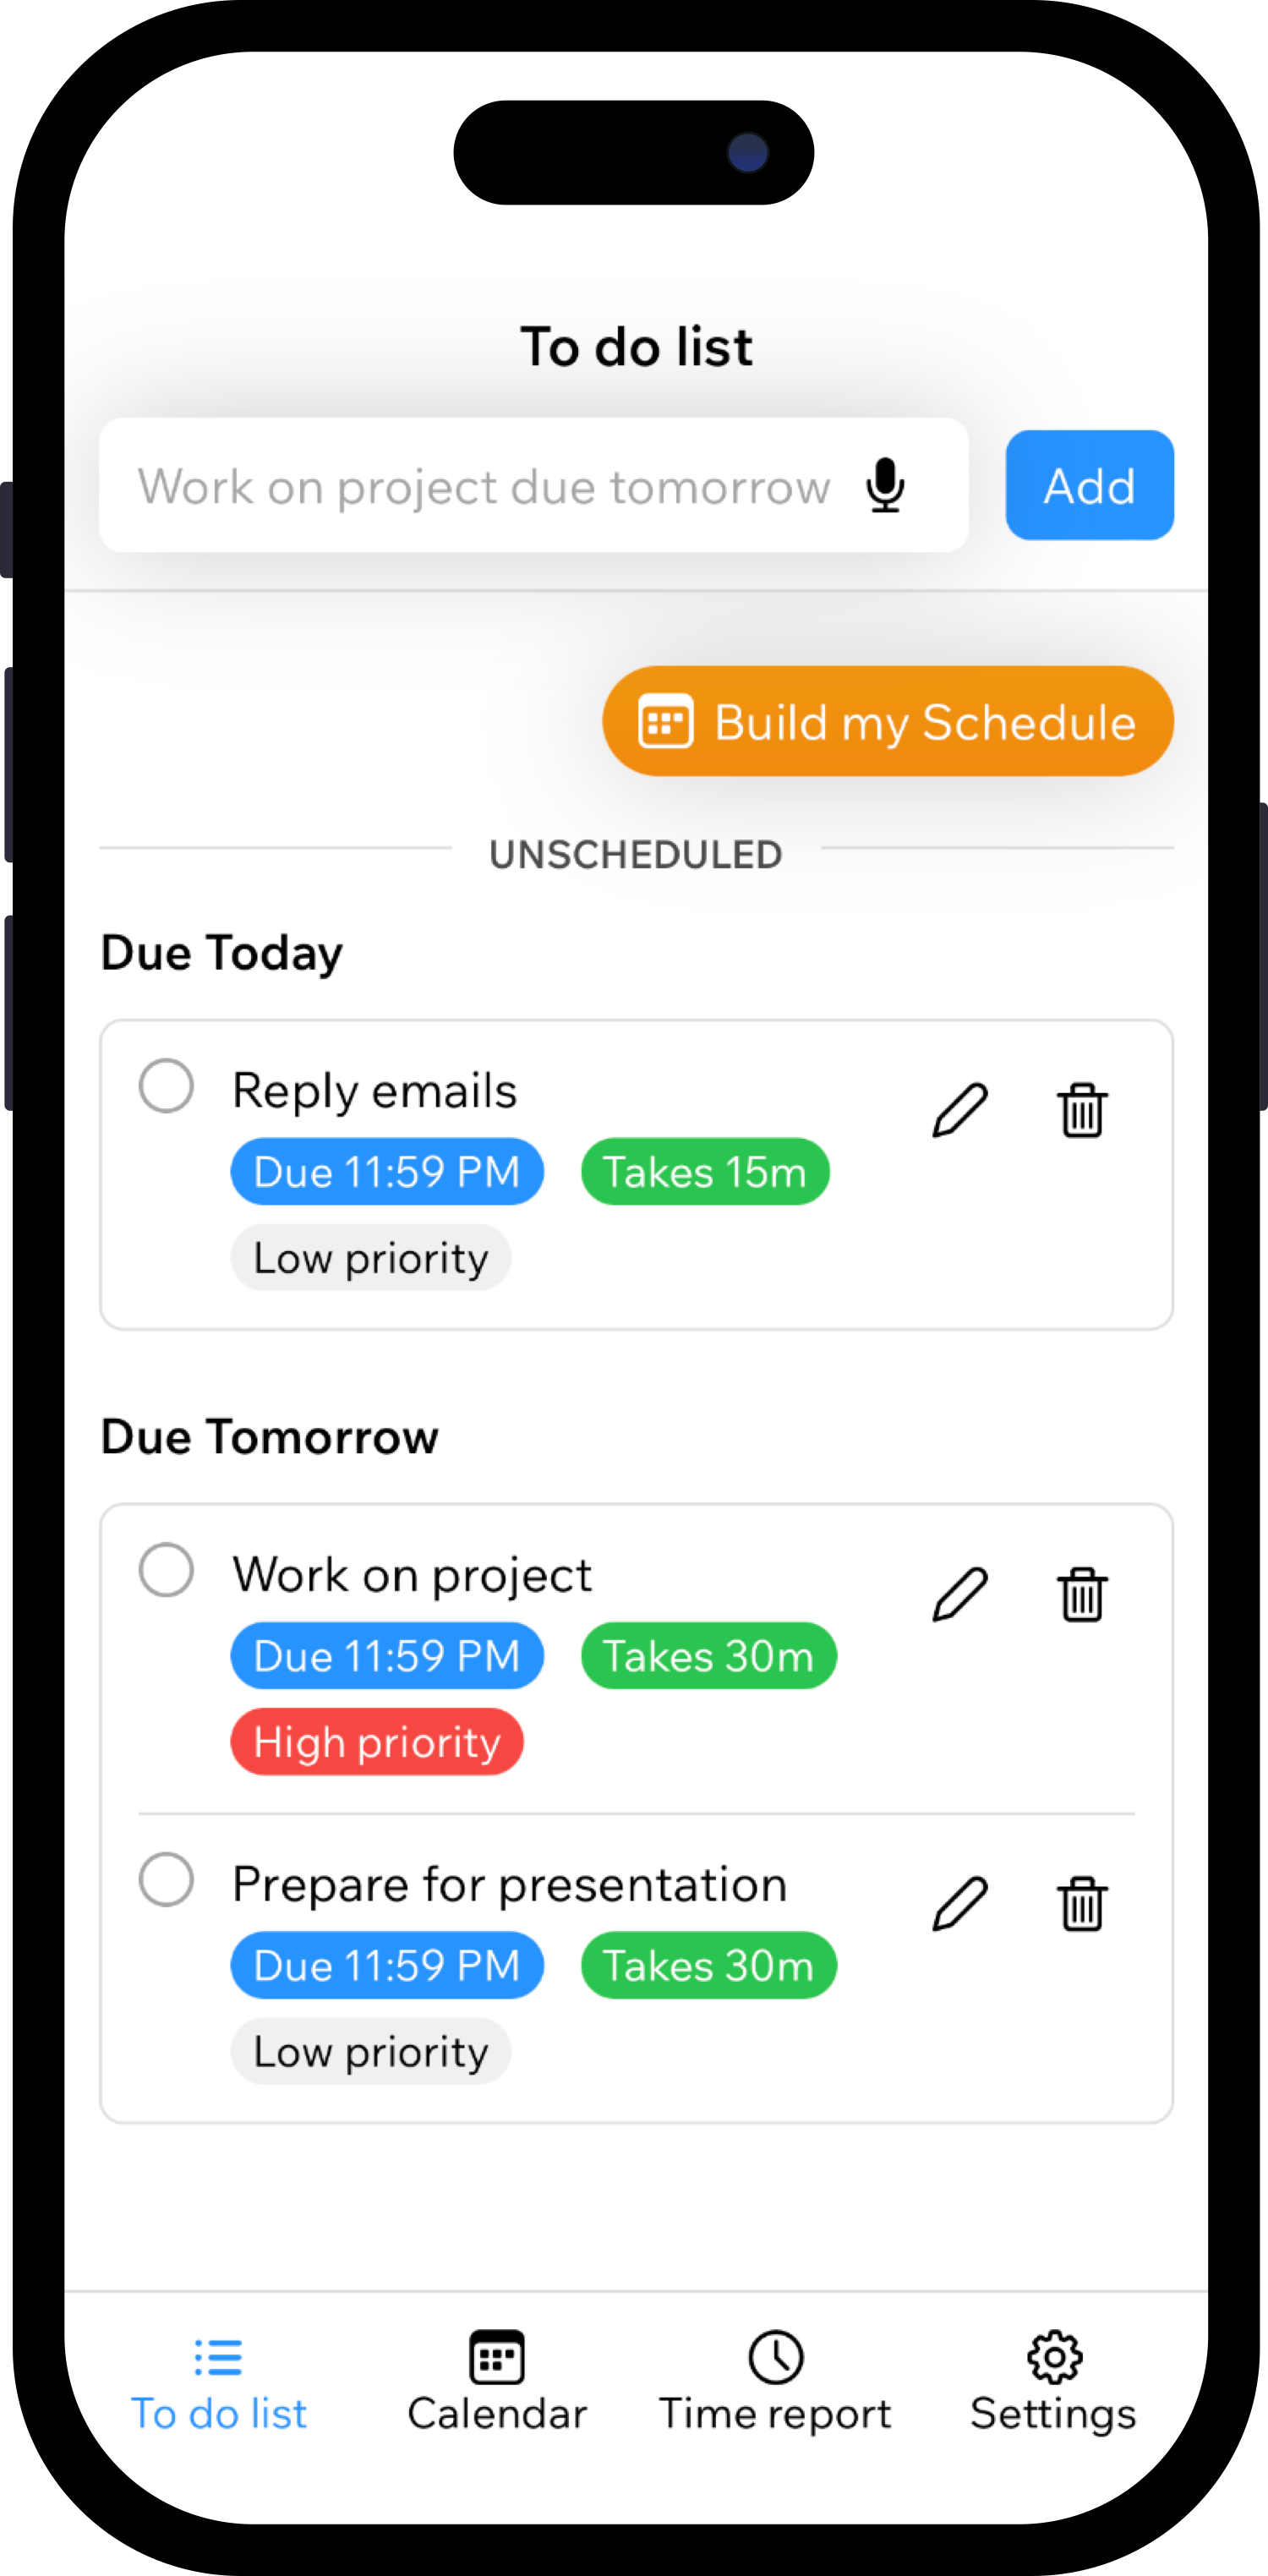 To do list
Work on project due tomorrow
Add
Build my Schedule
UNSCHEDULED
Due Today
Reply emails
Due 11:59 PM Takes 15m
Low priority
Due Tomorrow
Work on project
Due 11:59 PM Takes 30m
High priority
Prepare for presentation
Due 11:59 PM Takes 30m
Low priority
To do list Calendar Time report Settings